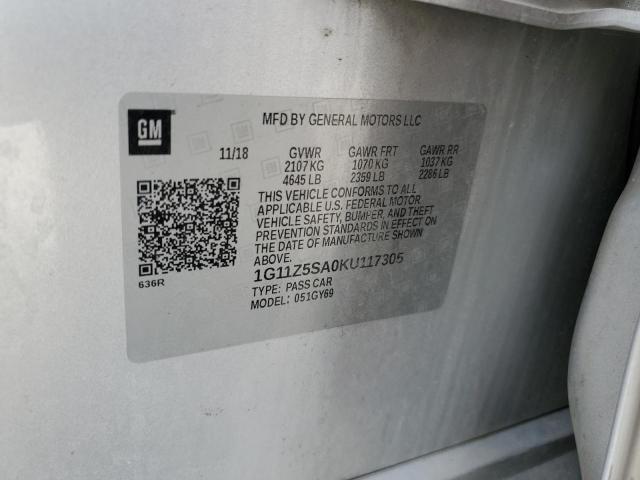 GM
MFD BY GENERAL MOTORS LLC
11/18 GVWR GAWR FRT GAWR RR
2107 KG 1070 KG 1037 KG
4645 LB 2359 LB 2286 LB
THIS VEHICLE CONFORMS TO ALL
APPLICABLE U.S. FEDERAL MOTOR
VEHICLE SAFETY, BUMPER, AND THEFT
PREVENTION STANDARDS IN EFFECT ON
THE DATE OF MANUFACTURE SHOWN
ABOVE.
1G11Z5SA0KU117305
TYPE: PASS CAR
MODEL: 051GY69
636R